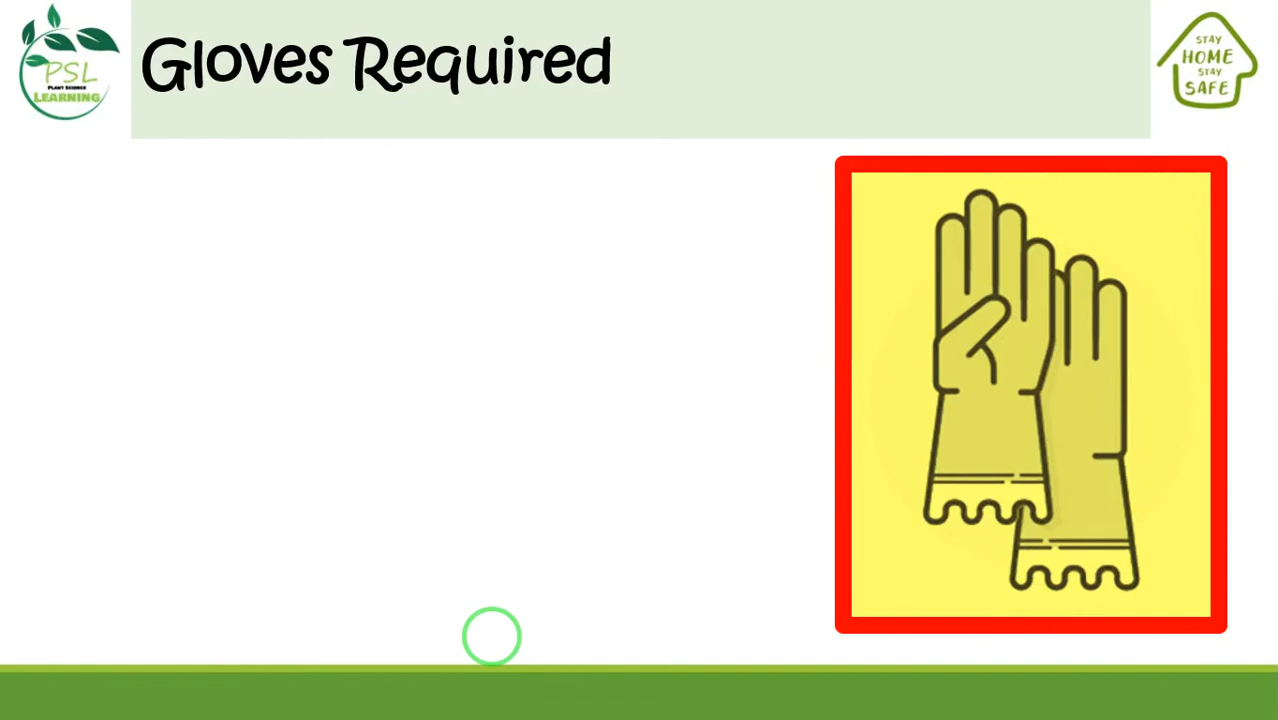 Gloves Required
PSL
PLANT SCIENCE
LEARNING
STAY
HOME
STAY
SAFE